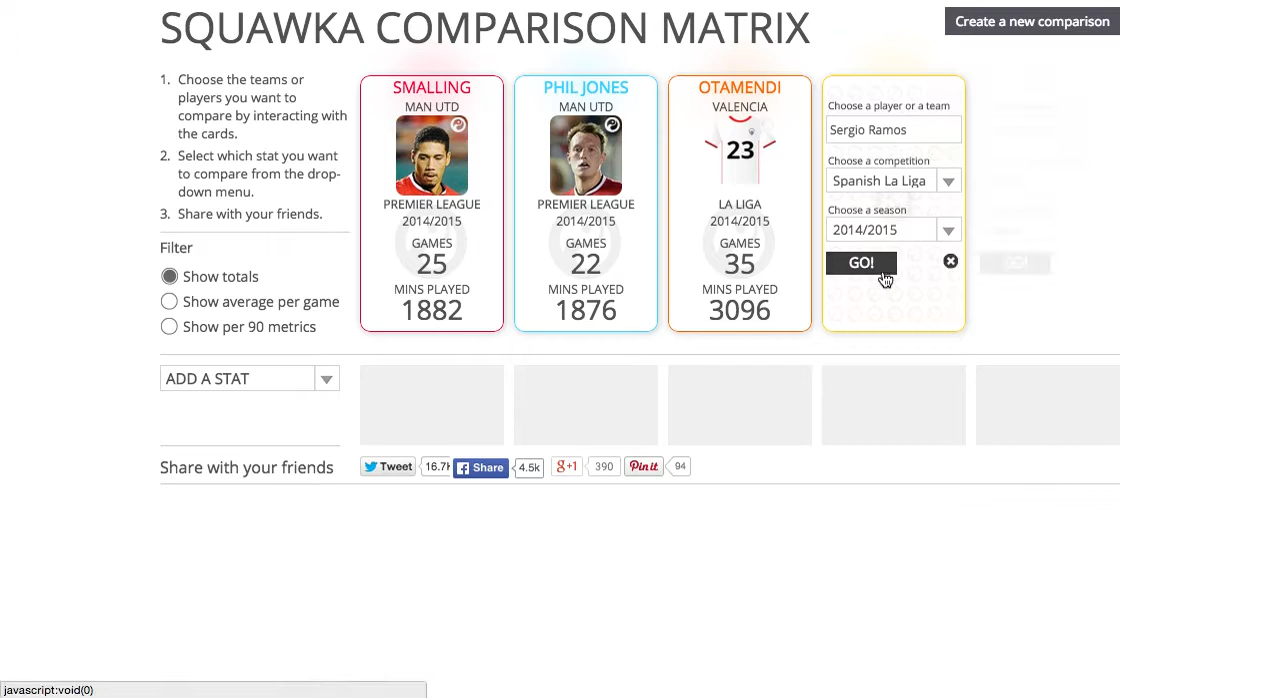 SQUAWKA COMPARISON MATRIX
Create a new comparison
1. Choose the teams or
players you want to
compare by interacting with
the cards.
2. Select which stat you want
to compare from the drop-
down menu.
3. Share with your friends.
Filter
Show totals
Show average per game
Show per 90 metrics
SMALLING
MAN UTD
PREMIER LEAGUE
2014/2015
GAMES
25
MINS PLAYED
1882
PHIL JONES
MAN UTD
PREMIER LEAGUE
2014/2015
GAMES
22
MINS PLAYED
1876
OTAMENDI
VALENCIA
23
LA LIGA
2014/2015
GAMES
35
MINS PLAYED
3096
Choose a player or a team
Sergio Ramos
Choose a competition
Spanish La Liga
Choose a season
2014/2015
GO!
GO!
ADD A STAT
Share with your friends
Tweet 16.7 Share 4.5k g+1 390 Pinit 94
javascript:void(0)